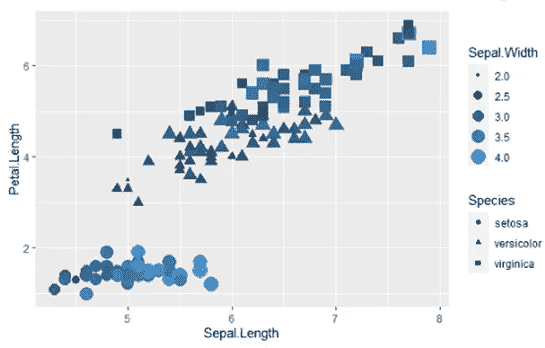 Sepal.Width
2.0
2.5
3.0
3.5
4.0
Species
setosa
versicolor
virginica
Petal.Length
6
4
2
5
6
7
8
Sepal.Length